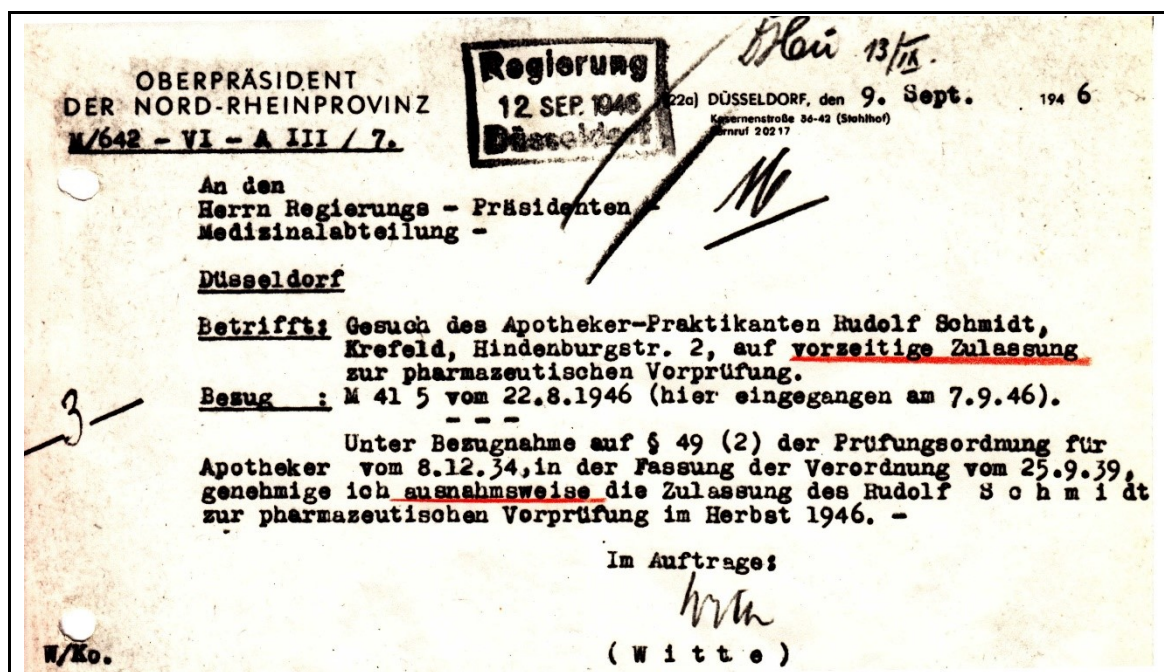 OBERPRÄSIDENT
DER NORD-RHEINPROVINZ
M/642 - VI - A III / 7.
Regierung
12. SEP. 1946
Düsseldorf
13/IX.
(22a) DÜSSELDORF, den 9. Sept. 194 6
Kasernenstraße 36-42 (Stahlhof)
Fernruf 20217
An den
Herrn Regierungs - Präsidenten -
Medizinalabteilung -
Düsseldorf
Betrifft: Gesuch des Apotheker-Praktikanten Rudolf Schmidt,
Krefeld, Hindenburgstr. 2, auf vorzeitige Zulassung
zur pharmazeutischen Vorprüfung.
Bezug : M 41 5 vom 22.8.1946 (hier eingegangen am 7.9.46).
- - -
- 3 -
Unter Bezugnahme auf § 49 (2) der Prüfungsordnung für
Apotheker vom 8.12.34, in der Fassung der Verordnung vom 25.9.39,
genehmige ich ausnahmsweise die Zulassung des Rudolf S c h m i dt
zur pharmazeutischen Vorprüfung im Herbst 1946. -
Im Auftrage:
( W i t t e )
W/Ko.